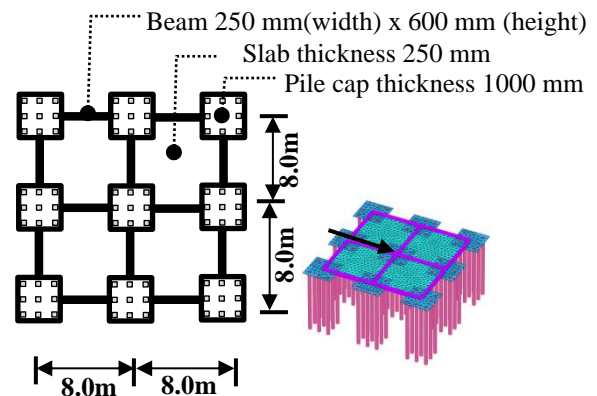 Beam 250 mm(width) x 600 mm (height)
Slab thickness 250 mm
Pile cap thickness 1000 mm
8.0m
8.0m
8.0m
8.0m